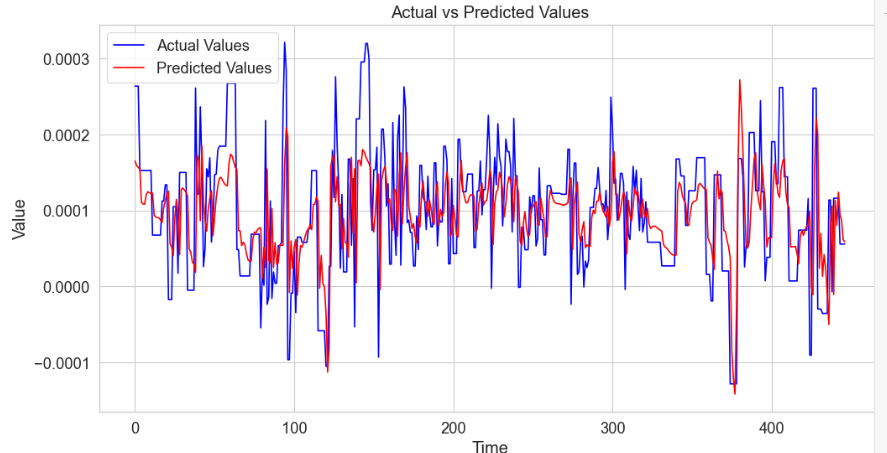 Actual vs Predicted Values
Actual Values
Predicted Values
Value
0.0003
0.0002
0.0001
0.0000
−0.0001
0
100
200
300
400
Time